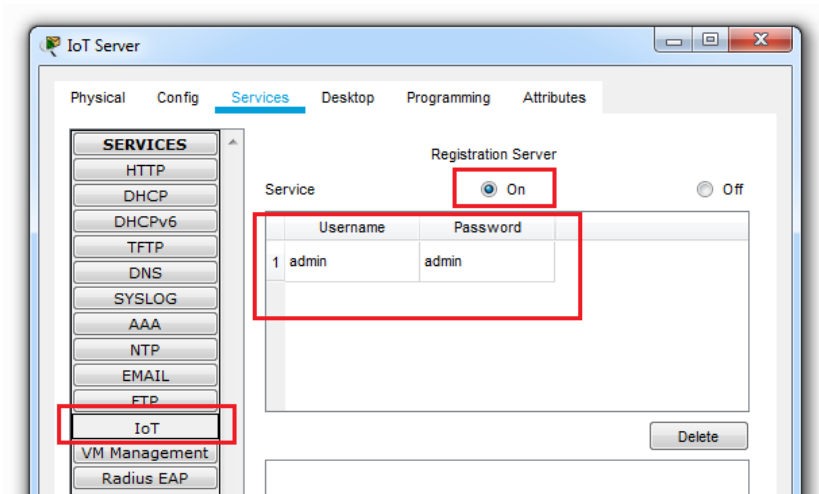 IoT Server
Physical Config Services Desktop Programming Attributes
SERVICES
HTTP
DHCP
DHCPv6
TFTP
DNS
SYSLOG
AAA
NTP
EMAIL
FTP
IoT
VM Management
Radius EAP
Registration Server
Service On Off
Username Password
1 admin admin
Delete